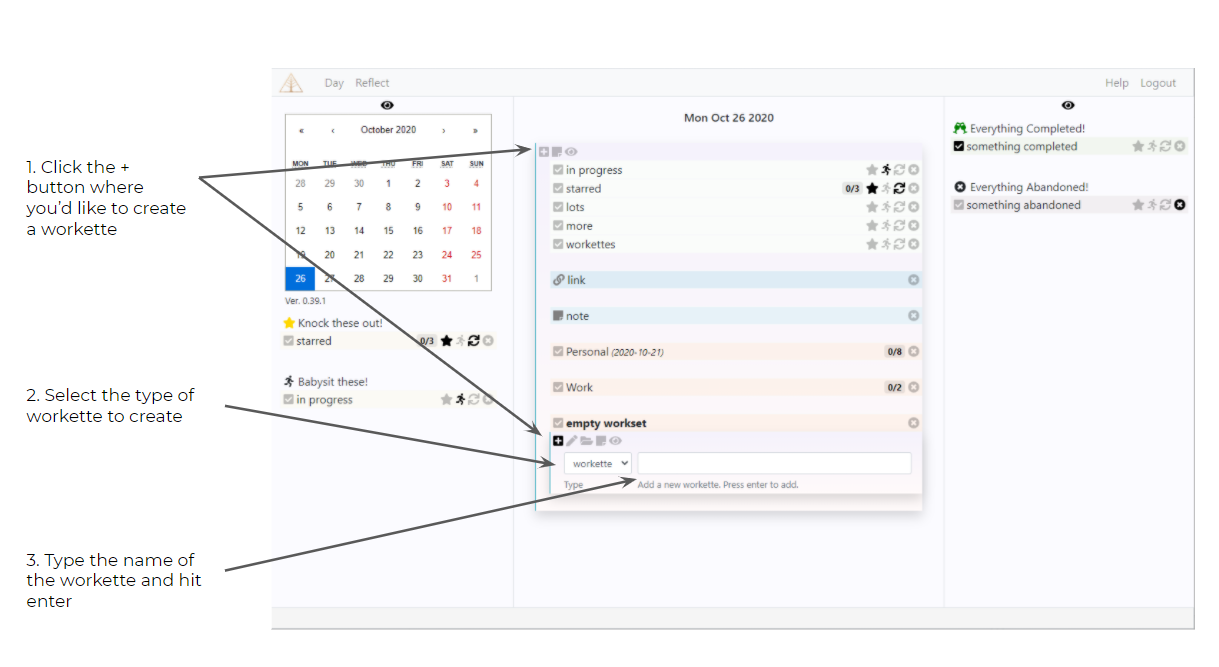 Day Reflect Help Logout
1. Click the +
button where
you'd like to create
a workette
2. Select the type of
workette to create
3. Type the name of
the workette and hit
enter
« ‹ October 2020 › »
MON TUE WED THU FRI SAT SUN
28 29 30 1 2 3 4
5 6 7 8 9 10 11
12 13 14 15 16 17 18
19 20 21 22 23 24 25
26 27 28 29 30 31 1
Ver. 0.39.1
Knock these out!
starred 0/3
Babysit these!
in progress
Mon Oct 26 2020
in progress
starred 0/3
lots
more
workettes
link
note
Personal (2020-10-21) 0/8
Work 0/2
empty workset
workette
Type Add a new workette. Press enter to add.
Everything Completed!
something completed
Everything Abandoned!
something abandoned